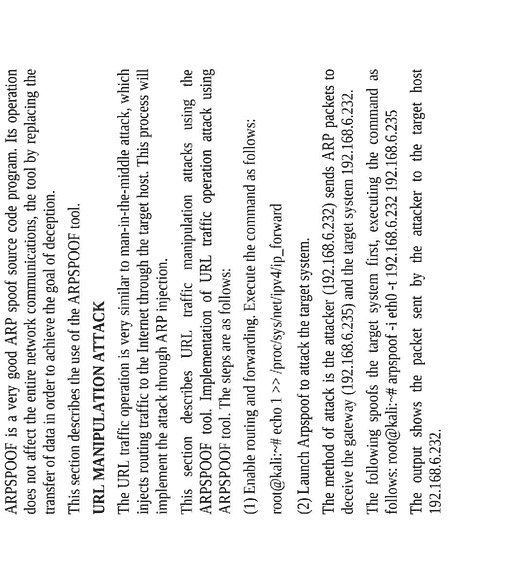 ARPSPOOF is a very good ARP spoof source code program. Its operation
does not affect the entire network communications, the tool by replacing the
transfer of data in order to achieve the goal of deception.
This section describes the use of the ARPSPOOF tool.
URL MANIPULATION ATTACK
The URL traffic operation is very similar to man-in-the-middle attack, which
injects routing traffic to the Internet through the target host. This process will
implement the attack through ARP injection.
This section describes URL traffic manipulation attacks using the
ARPSPOOF tool. Implementation of URL traffic operation attack using
ARPSPOOF tool. The steps are as follows:
(1) Enable routing and forwarding. Execute the command as follows:
root@kali:~# echo 1 >> /proc/sys/net/ipv4/ip_forward
(2) Launch Arpspoof to attack the target system.
The method of attack is the attacker (192.168.6.232) sends ARP packets to
deceive the gateway (192.168.6.235) and the target system 192.168.6.232.
The following spoofs the target system first, executing the command as
follows: root@kali:~# arpspoof -i eth0 -t 192.168.6.232 192.168.6.235
The output shows the packet sent by the attacker to the target host
192.168.6.232.